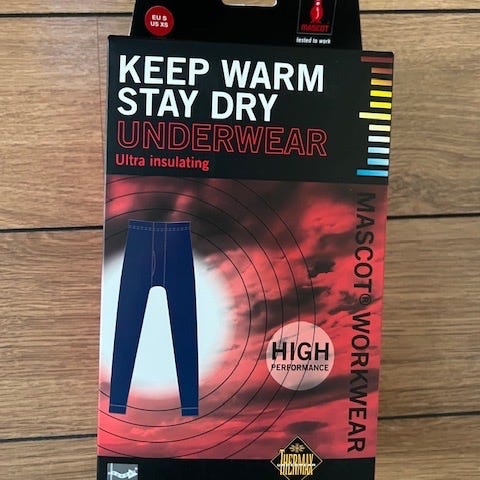 EU S
US XS
MASCOT
tested to work
KEEP WARM
STAY DRY
UNDERWEAR
Ultra insulating
MASCOT® WORKWEAR
HIGH
PERFORMANCE
THERMAX